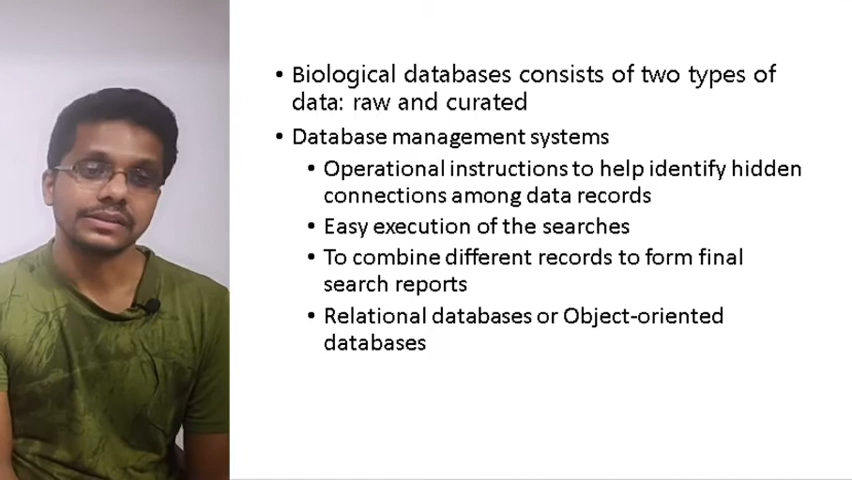 • Biological databases consists of two types of
data: raw and curated
• Database management systems
• Operational instructions to help identify hidden
connections among data records
• Easy execution of the searches
• To combine different records to form final
search reports
• Relational databases or Object-oriented
databases